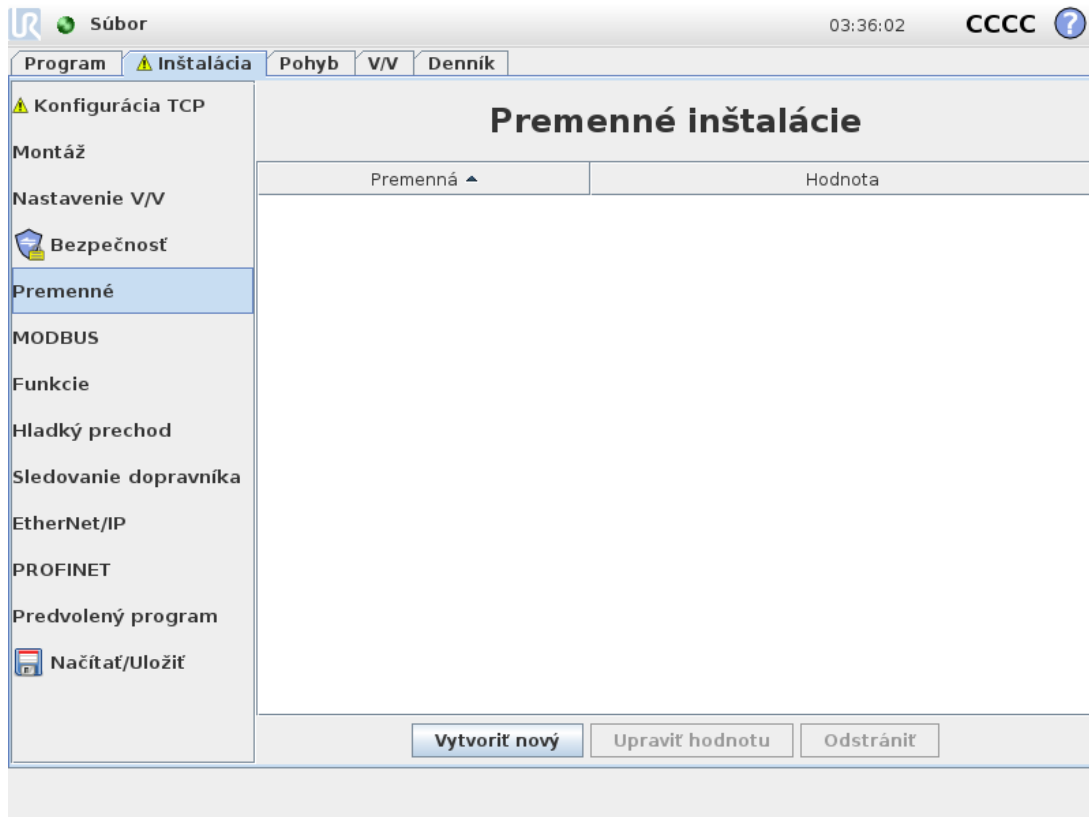 Súbor 03:36:02 CCCC ?
Program Inštalácia Pohyb V/V Denník
Konfigurácia TCP
Montáž
Nastavenie V/V
Bezpečnosť
Premenné
MODBUS
Funkcie
Hladký prechod
Sledovanie dopravníka
EtherNet/IP
PROFINET
Predvolený program
Načítať/Uložiť
Premenné inštalácie
Premenná Hodnota
Vytvoriť nový Upraviť hodnotu Odstrániť